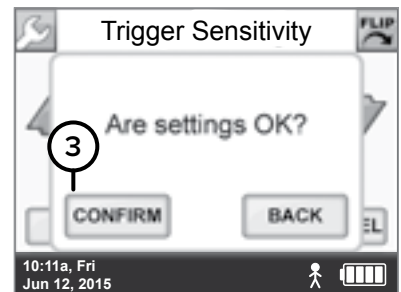 Trigger Sensitivity
FLIP
Are settings OK?
3
CONFIRM
BACK
EL
10:11a, Fri
Jun 12, 2015